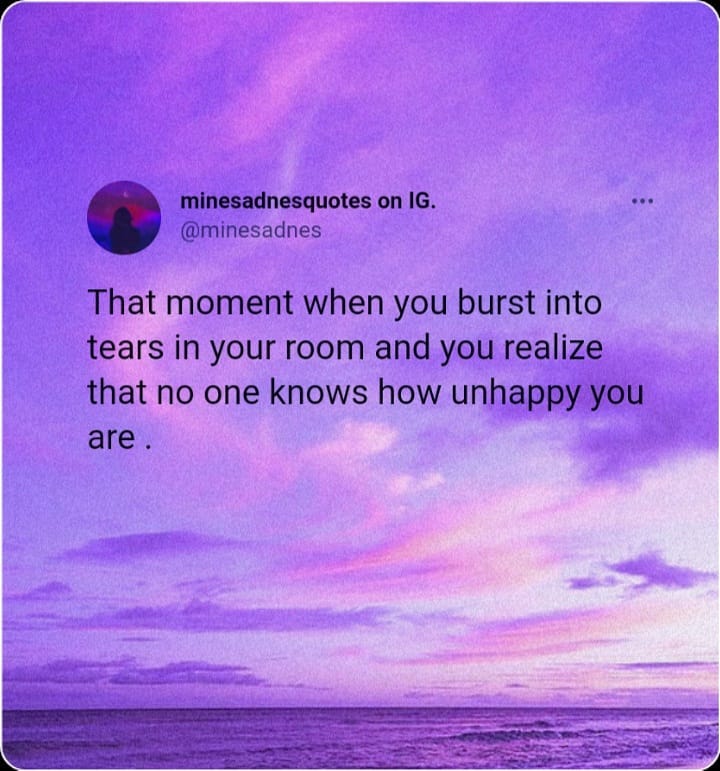 minesadnesquotes on IG.
@minesadnes
That moment when you burst into
tears in your room and you realize
that no one knows how unhappy you
are .